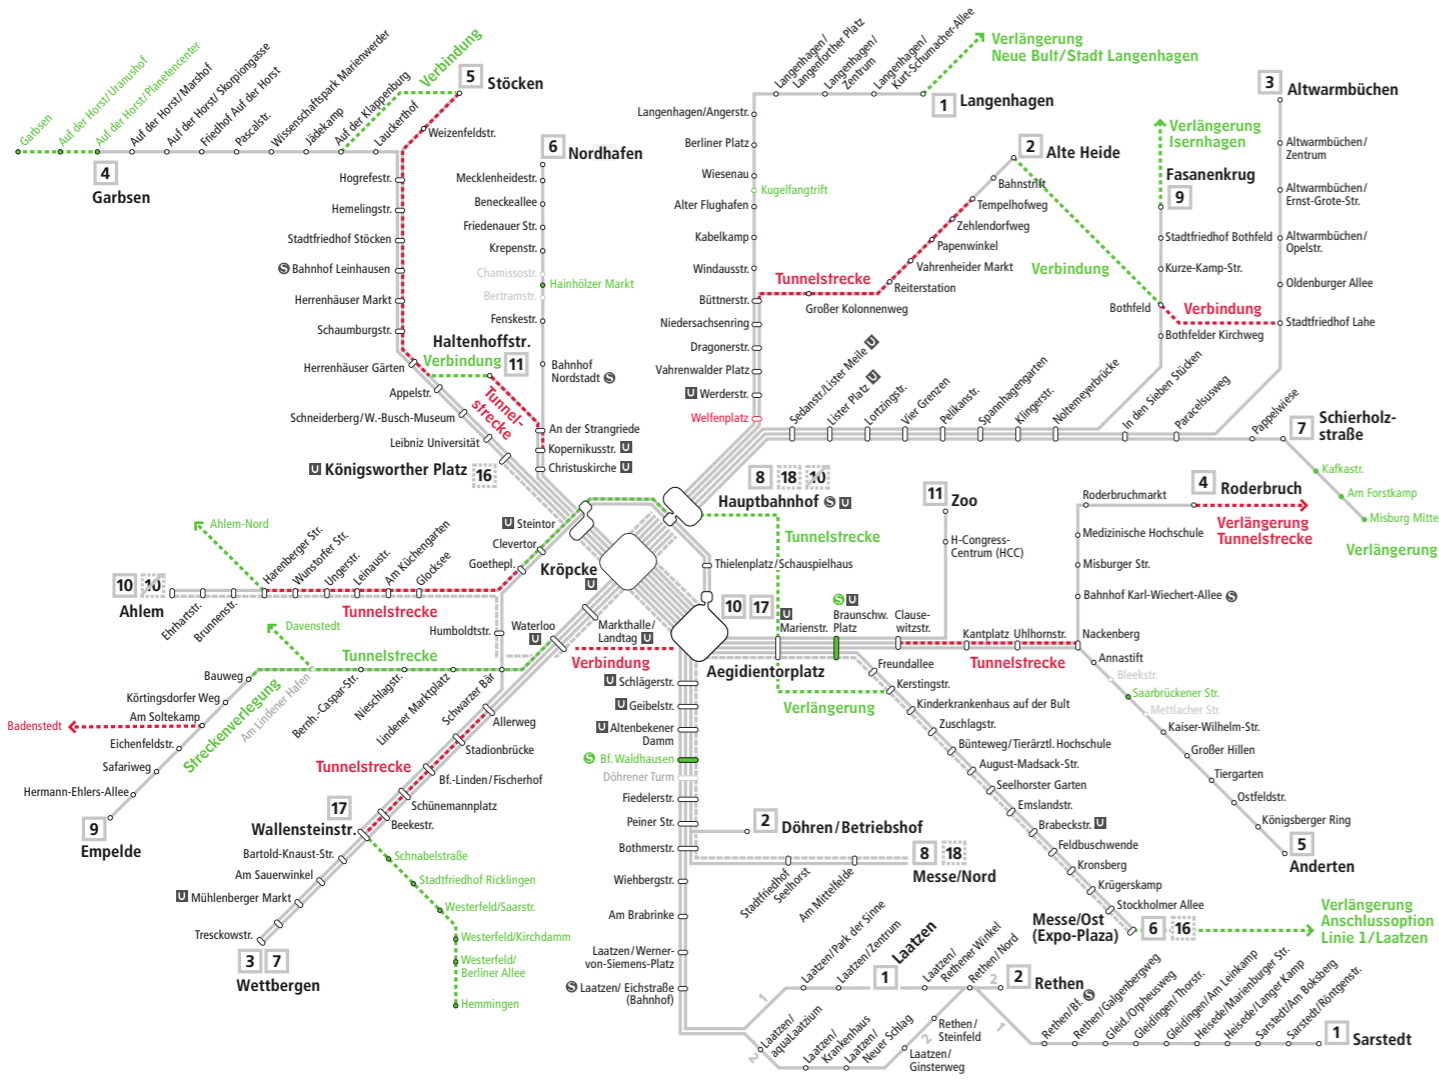 Garbsen
Auf der Horst/Uranushof
Auf der Horst/Planetencenter
Auf der Horst/Marshof
Auf der Horst/Skorpiongasse
Friedhof Auf der Horst
Pascalstr.
Wissenschaftspark Marienwerder
Jädekamp
Auf der Klappenburg
Lauckerthof
Verbindung
4
Garbsen
5 Stöcken
Weizenfeldstr.
Hogrefestr.
Hemelingstr.
Stadtfriedhof Stöcken
S Bahnhof Leinhausen
Herrenhäuser Markt
Schaumburgstr.
Herrenhäuser Gärten
Appelstr.
Schneiderberg/W.-Busch-Museum
Leibniz Universität
U Königsworther Platz 16
6 Nordhafen
Mecklenheidestr.
Beneckeallee
Friedenauer Str.
Krepenstr.
Chamissostr.
Hainhölzer Markt
Bertramstr.
Fenskestr.
Haltenhoffstr.
Verbindung 11
Bahnhof
Nordstadt S
Tunnel-
strecke
An der Strangriede
Kopernikusstr. U
Christuskirche U
Langenhagen/
Langenforther Platz
Langenhagen/
Zentrum
Langenhagen/
Kurt-Schumacher-Allee
Verlängerung
Neue Bult/Stadt Langenhagen
1 Langenhagen
Langenhagen/Angerstr.
Berliner Platz
Wiesenau
Kugelfangtrift
Alter Flughafen
Kabelkamp
Windausstr.
Büttnerstr.
Niedersachsenring
Dragonerstr.
Vahrenwalder Platz
U Werderstr.
Welfenplatz
2 Alte Heide
Bahnstrift
Tempelhofweg
Zehlendorfweg
Papenwinkel
Vahrenheider Markt
Reiterstation
Großer Kolonnenweg
Tunnelstrecke
Verbindung
Verlängerung
Isernhagen
Fasanenkrug
9
Stadtfriedhof Bothfeld
Kurze-Kamp-Str.
Bothfeld
Bothfelder Kirchweg
Verbindung
3
Altwarmbüchen
Altwarmbüchen/
Zentrum
Altwarmbüchen/
Ernst-Grote-Str.
Altwarmbüchen/
Opelstr.
Oldenburger Allee
Stadtfriedhof Lahe
Sedanstr./Lister Meile U
Lister Platz U
Lortzingstr.
Vier Grenzen
Pelikanstr.
Spannhagengarten
Klingerstr.
Noltemeyerbrücke
In den Sieben Stücken
Paracelsusweg
Pappelwiese
7 Schierholz-
straße
Kafkastr.
Am Forstkamp
Misburg Mitte
Verlängerung
8 18 10
Hauptbahnhof S U
Tunnelstrecke
Thielenplatz/Schauspielhaus
11 Zoo
H-Congress-
Centrum (HCC)
4 Roderbruch
Roderbruchmarkt
Verlängerung
Tunnelstrecke
Medizinische Hochschule
Misburger Str.
Bahnhof Karl-Wiechert-Allee S
Nackenberg
Uhlhornstr.
Kantplatz
Tunnelstrecke
Clause-
witzstr.
S U
Braunschw.
Platz
U
Marienstr.
10 17
Aegidientorplatz
Verlängerung
U Steintor
Clevertor
Goethepl.
Kröpcke
U
Ahlem-Nord
Harenberger Str.
Wunstorfer Str.
Ungerstr.
Leinaustr.
Am Küchengarten
Glocksee
10 10
Ahlem
Ehrhartstr.
Brunnenstr.
Tunnelstrecke
Humboldtstr.
Waterloo
U
Markthalle/
Landtag U
Verbindung
Davenstedt
Tunnelstrecke
Bauweg
Körtingsdorfer Weg
Am Soltekamp
Badenstedt
Eichenfeldstr.
Safariweg
Hermann-Ehlers-Allee
9
Empelde
Streckenverlegung
Am Lindener Hafen
Bernh.-Caspar-Str.
Nieschlagstr.
Lindener Marktplatz
Schwarzer Bär
Allerweg
Stadionbrücke
Bf.-Linden/Fischerhof
Schünemannplatz
Beekestr.
Tunnelstrecke
17
Wallensteinstr.
Bartold-Knaust-Str.
Am Sauerwinkel
U Mühlenberger Markt
Tresckowstr.
3 7
Wettbergen
Schnabelstraße
Stadtfriedhof Ricklingen
Westerfeld/Saarstr.
Westerfeld/Kirchdamm
Westerfeld/
Berliner Allee
Hemmingen
U Schlägerstr.
U Geibelstr.
U Altenbekener
Damm
S Bf. Waldhausen
Döhrener Turm
Fiedelerstr.
Peiner Str.
Bothmerstr.
Wiehbergstr.
Am Brabrinke
Laatzen/Werner-
von-Siemens-Platz
S Laatzen/ Eichstraße
(Bahnhof)
2 Döhren/Betriebshof
8 18
Messe/Nord
Stadtfriedhof
Seelhorst
Am Mittelfelde
Freundallee
Kerstingstr.
Kinderkrankenhaus auf der Bult
Zuschlagstr.
Bünteweg/Tierärztl. Hochschule
August-Madsack-Str.
Seelhorster Garten
Emslandstr.
Brabeckstr. U
Feldbuschwende
Kronsberg
Krügerskamp
Stockholmer Allee
Messe/Ost
(Expo-Plaza) 6 16
Verlängerung
Anschlussoption
Linie 1/Laatzen
Annastift
Bleekstr.
Saarbrückener Str.
Mettlacher Str.
Kaiser-Wilhelm-Str.
Großer Hillen
Tiergarten
Ostfeldstr.
Königsberger Ring
5
Anderten
1
Laatzen/Park der Sinne
Laatzen/Zentrum
1 Laatzen
Laatzen/
Rethener Winkel
Rethen/Nord
2
2 Rethen
2
Laatzen/
aquaLaatzium
Laatzen/
Krankenhaus
Laatzen/
Neuer Schlag
Laatzen/
Ginsterweg
2
Rethen/
Steinfeld
1
Rethen/Bf. S
Rethen/Galgenbergweg
Gleid./Orpheusweg
Gleidingen/Thorstr.
Gleidingen/Am Leinkamp
Heisede/Marienburger Str.
Heisede/Langer Kamp
Sarstedt/Am Boksberg
Sarstedt/Röntgenstr.
1 Sarstedt